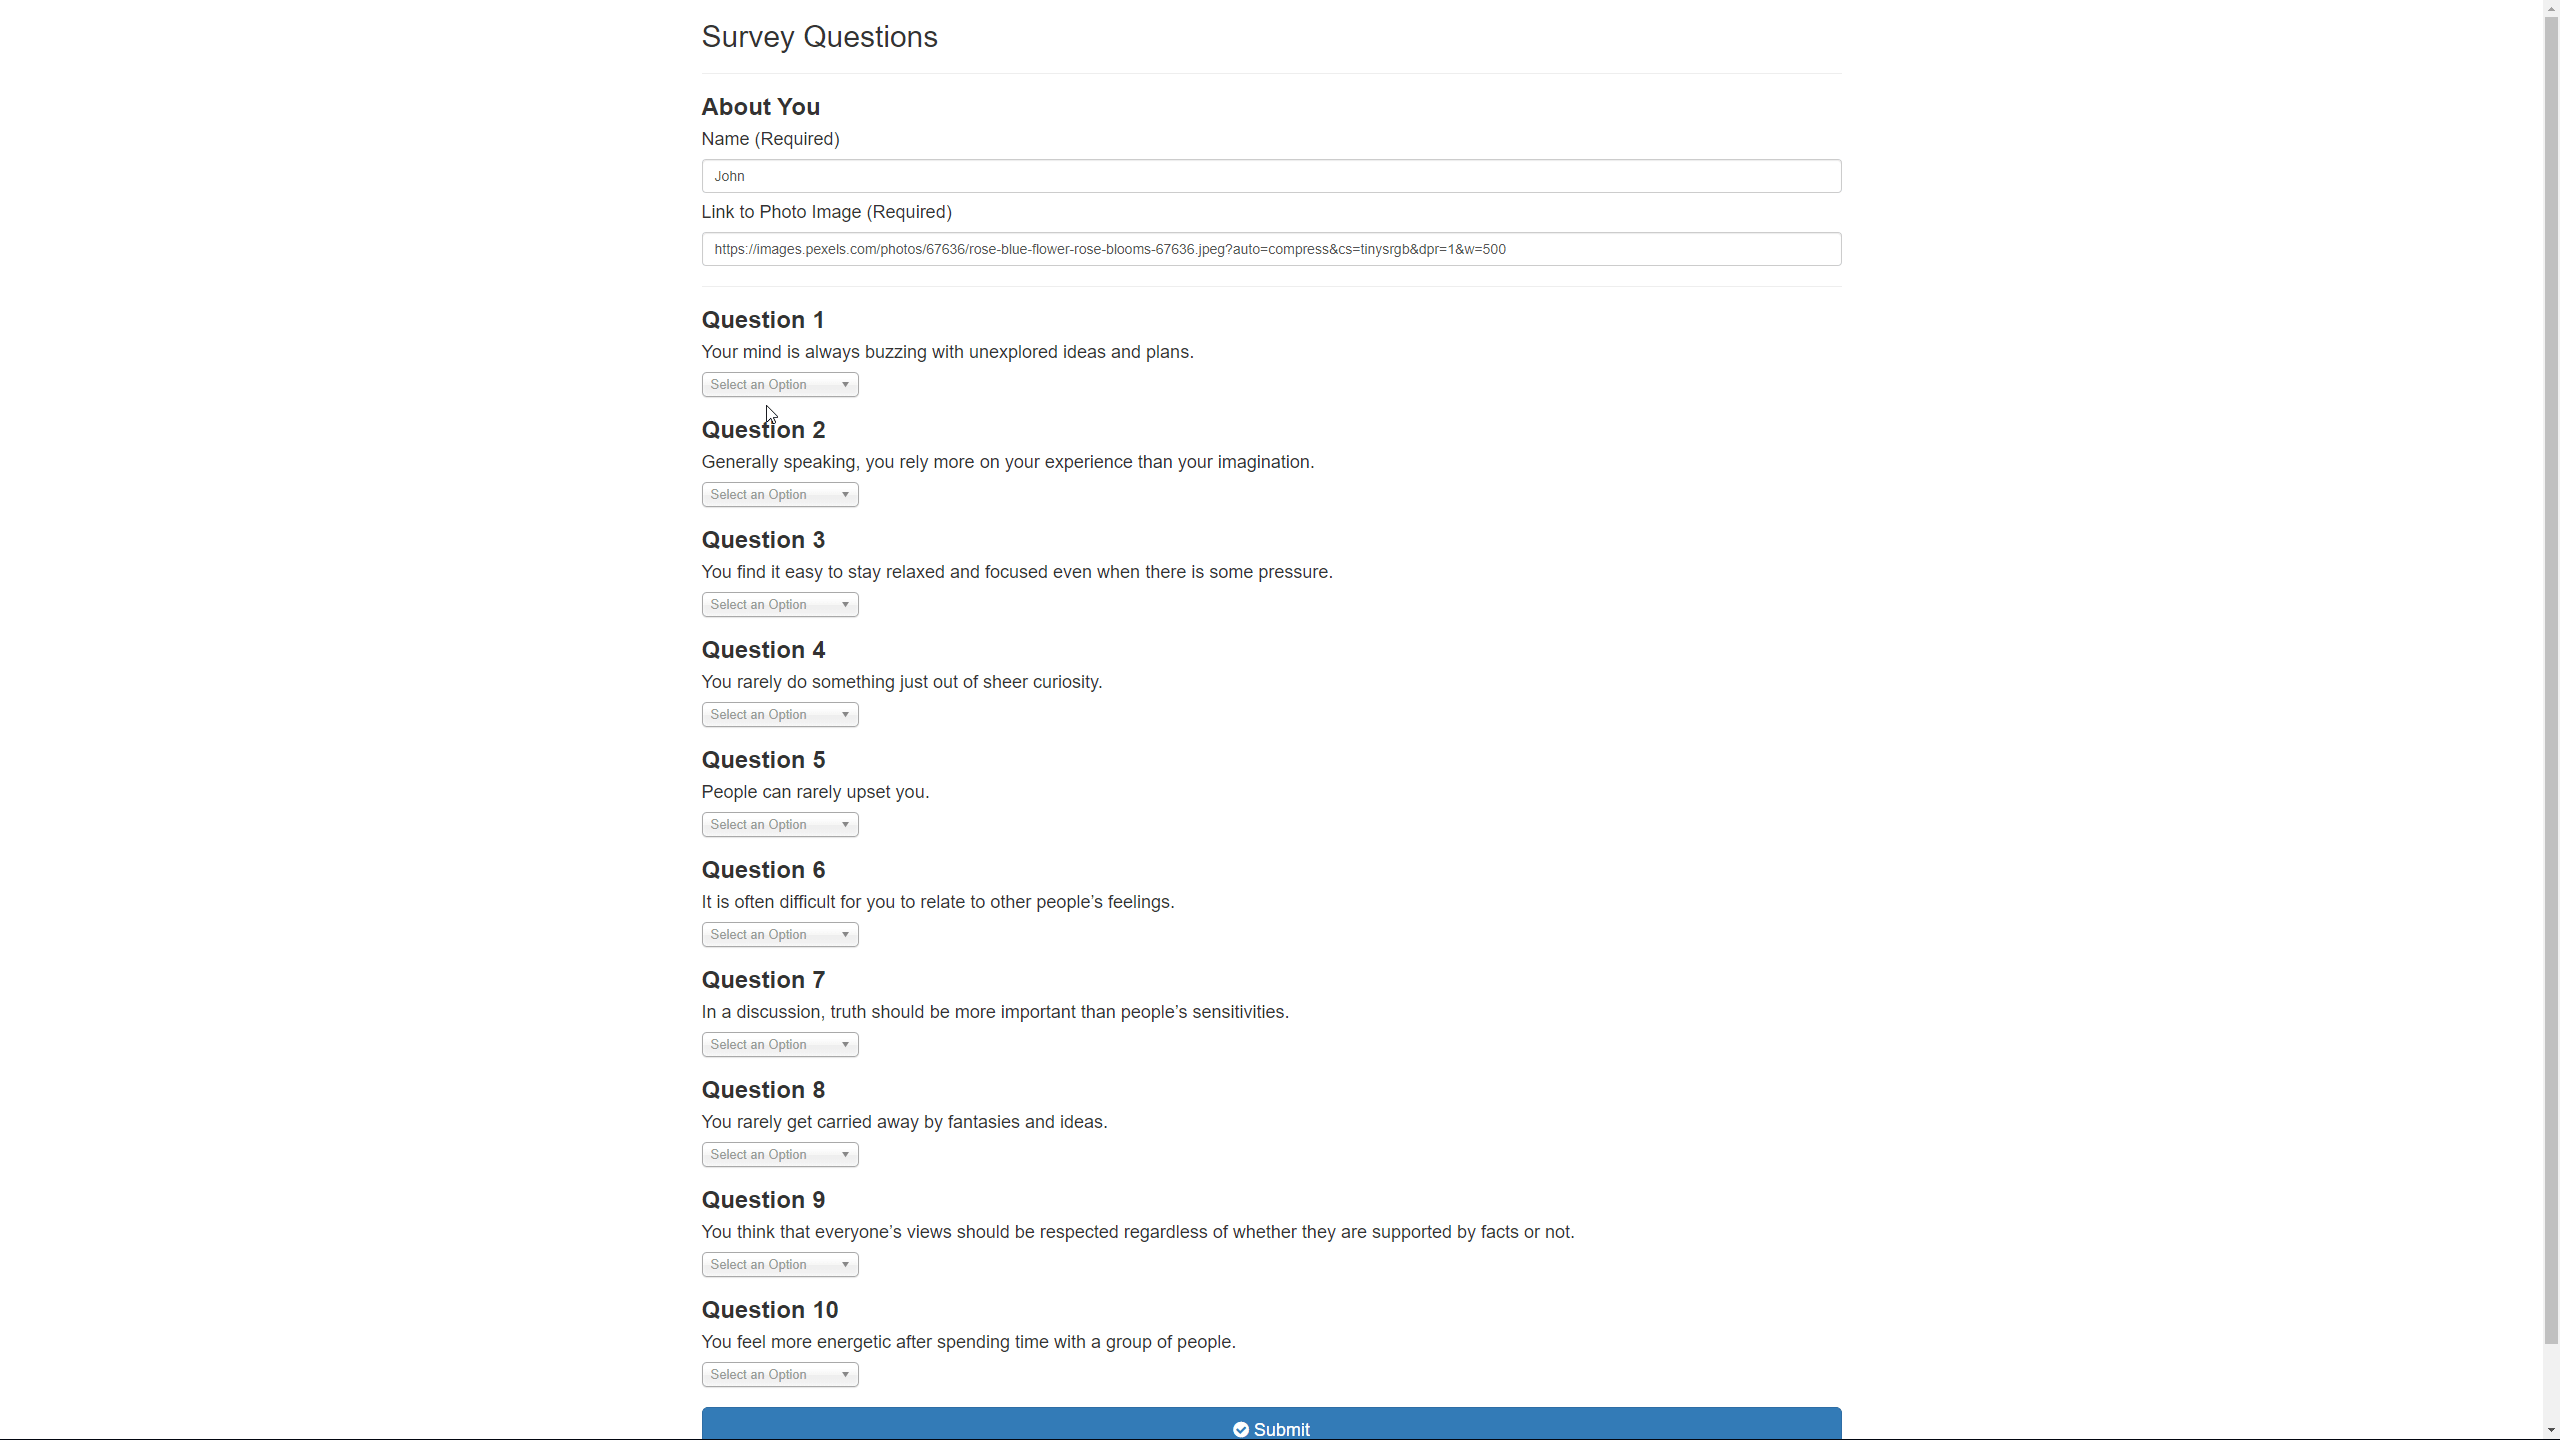 Survey Questions
About You
Name (Required)
John
Link to Photo Image (Required)
https://images.pexels.com/photos/67636/rose-blue-flower-rose-blooms-67636.jpeg?auto=compress&cs=tinysrgb&dpr=1&w=500
Question 1
Your mind is always buzzing with unexplored ideas and plans.
Select an Option
Question 2
Generally speaking, you rely more on your experience than your imagination.
Select an Option
Question 3
You find it easy to stay relaxed and focused even when there is some pressure.
Select an Option
Question 4
You rarely do something just out of sheer curiosity.
Select an Option
Question 5
People can rarely upset you.
Select an Option
Question 6
It is often difficult for you to relate to other people’s feelings.
Select an Option
Question 7
In a discussion, truth should be more important than people’s sensitivities.
Select an Option
Question 8
You rarely get carried away by fantasies and ideas.
Select an Option
Question 9
You think that everyone’s views should be respected regardless of whether they are supported by facts or not.
Select an Option
Question 10
You feel more energetic after spending time with a group of people.
Select an Option
Submit